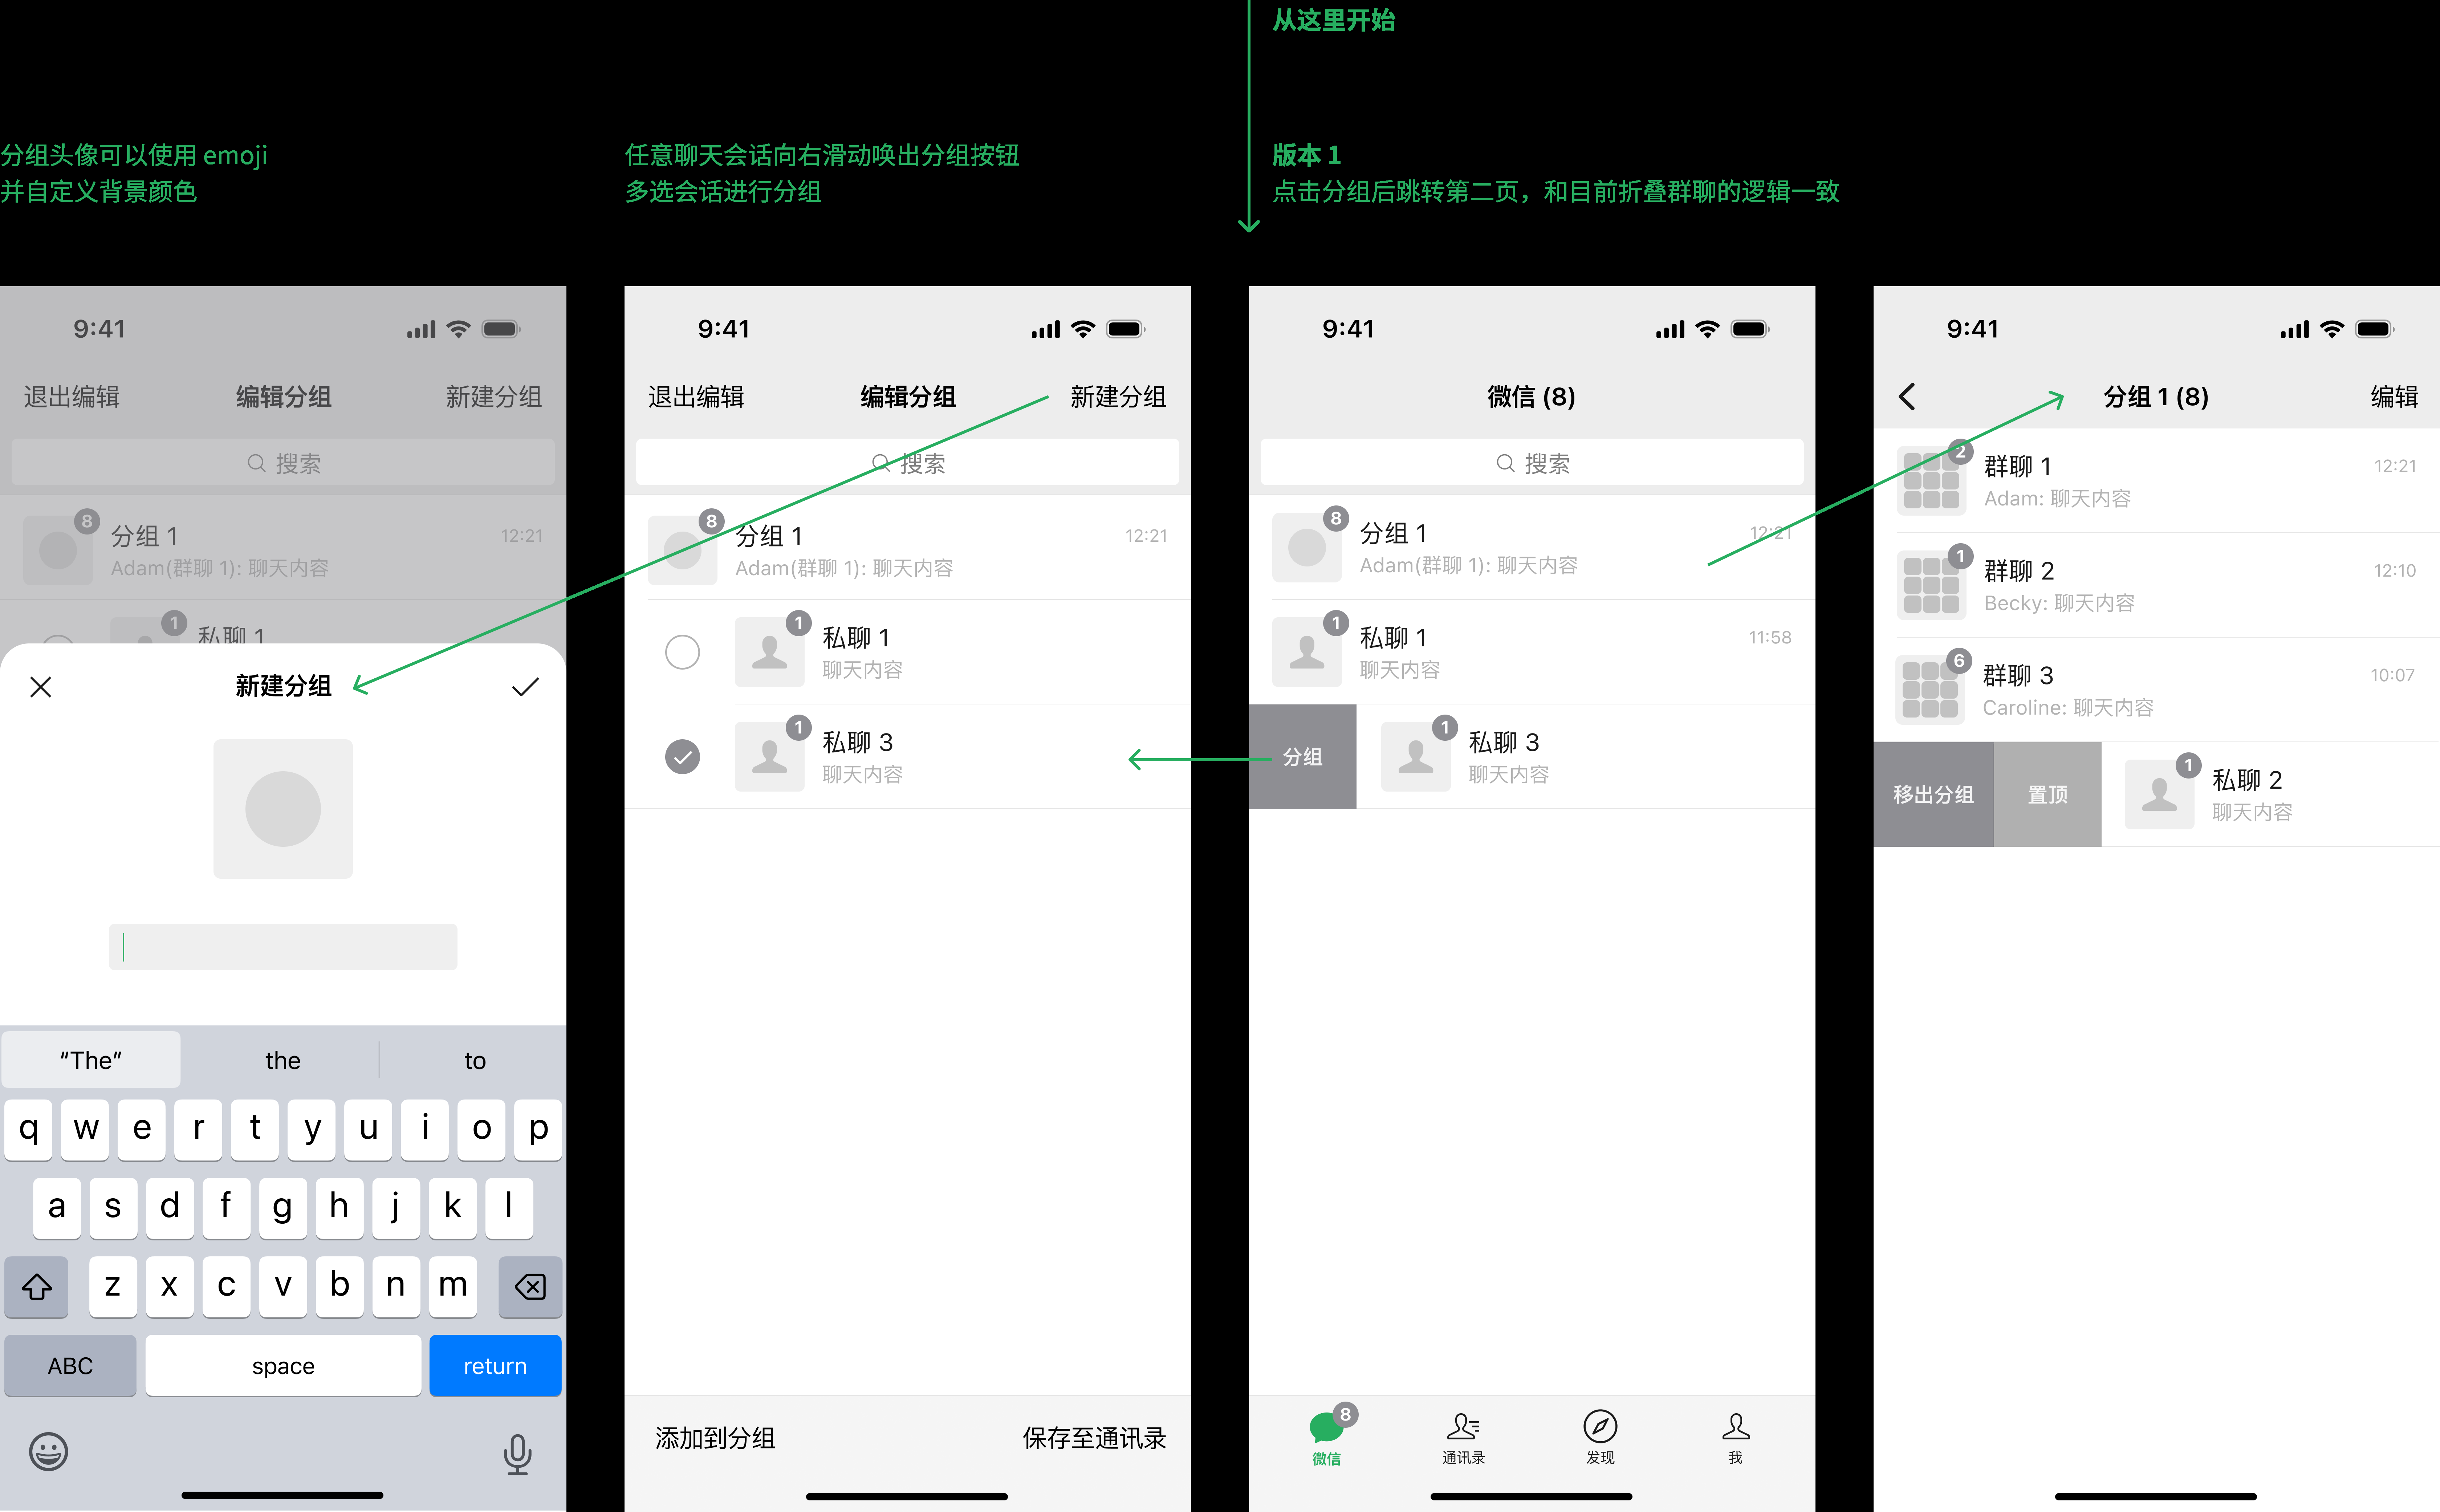 从这里开始
分组头像可以使用 emoji
并自定义背景颜色
任意聊天会话向右滑动唤出分组按钮
多选会话进行分组
版本 1
点击分组后跳转第二页，和目前折叠群聊的逻辑一致
9:41
退出编辑
编辑分组
新建分组
搜索
8
分组 1
12:21
Adam(群聊 1): 聊天内容
1
私聊 1
新建分组
“The”
the
to
q w e r t y u i o p
a s d f g h j k l
z x c v b n m
ABC
space
return
9:41
退出编辑
编辑分组
新建分组
搜索
8
分组 1
12:21
Adam(群聊 1): 聊天内容
1
私聊 1
聊天内容
1
私聊 3
聊天内容
添加到分组
保存至通讯录
9:41
微信 (8)
搜索
8
分组 1
12:21
Adam(群聊 1): 聊天内容
1
私聊 1
11:58
聊天内容
分组
1
私聊 3
聊天内容
8
微信
通讯录
发现
我
9:41
分组 1 (8)
编辑
2
群聊 1
12:21
Adam: 聊天内容
1
群聊 2
12:10
Becky: 聊天内容
6
群聊 3
10:07
Caroline: 聊天内容
移出分组
置顶
1
私聊 2
聊天内容